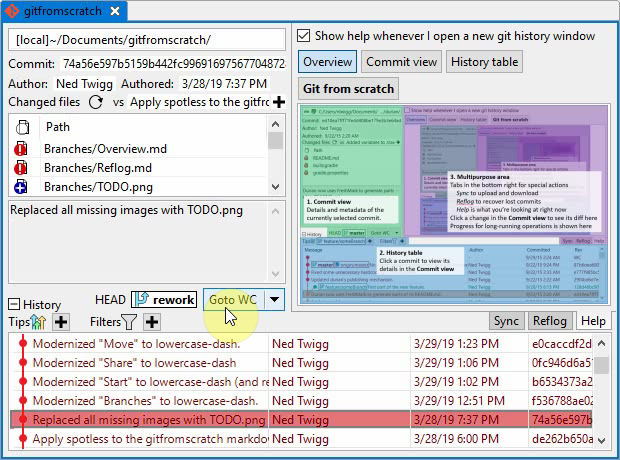 gitfromscratch
[local]~/Documents/gitfromscratch/
Commit: 74a56e597b5159b442fc99691697567704872
Author: Ned Twigg Authored: 3/28/19 7:37 PM
Changed files vs Apply spotless to the gitfrc
Path
Branches/Overview.md
Branches/Reflog.md
Branches/TODO.png
Replaced all missing images with TODO.png
Show help whenever I open a new git history window
Overview Commit view History table
Git from scratch
1. Commit view
Details and metadata of the
currently selected commit.
3. Multipurpose area
Tabs in the bottom right for special actions
Sync to upload and download
Reflog to recover lost commits
Help is what you're looking at now
Click a change in the Commit view to see its diff here
Progress for long-running operations is shown here
2. History table
Click a commit to view its
details in the Commit view
History HEAD rework Goto WC
Tips Filters
Sync Reflog Help
Modernized "Move" to lowercase-dash. Ned Twigg 3/29/19 1:23 PM e0caccdf2d
Modernized "Share" to lowercase-dash Ned Twigg 3/29/19 1:06 PM 0fc946d6a5
Modernized "Start" to lowercase-dash (and re Ned Twigg 3/29/19 1:02 PM b6534373a2
Modernized "Branches" to lowercase-dash. Ned Twigg 3/29/19 12:51 PM f536788ae02
Replaced all missing images with TODO.png Ned Twigg 3/28/19 7:37 PM 74a56e597b
Apply spotless to the gitfromscratch markdow Ned Twigg 3/28/19 6:00 PM de262b650a